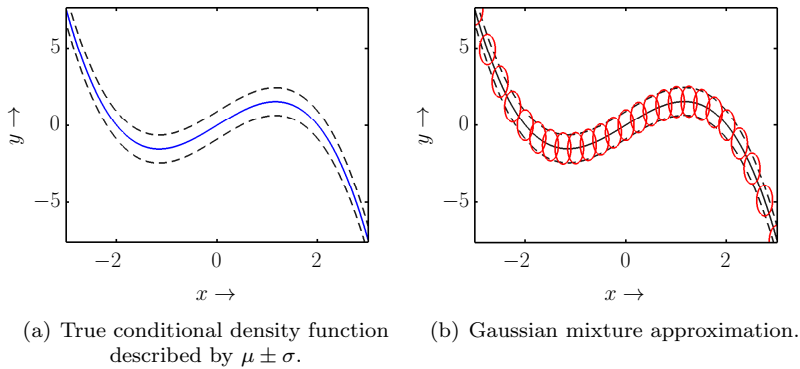 5
0
−5
y →
−2
0
2
x →
(a) True conditional density function
described by μ ± σ.
5
0
−5
y →
−2
0
2
x →
(b) Gaussian mixture approximation.